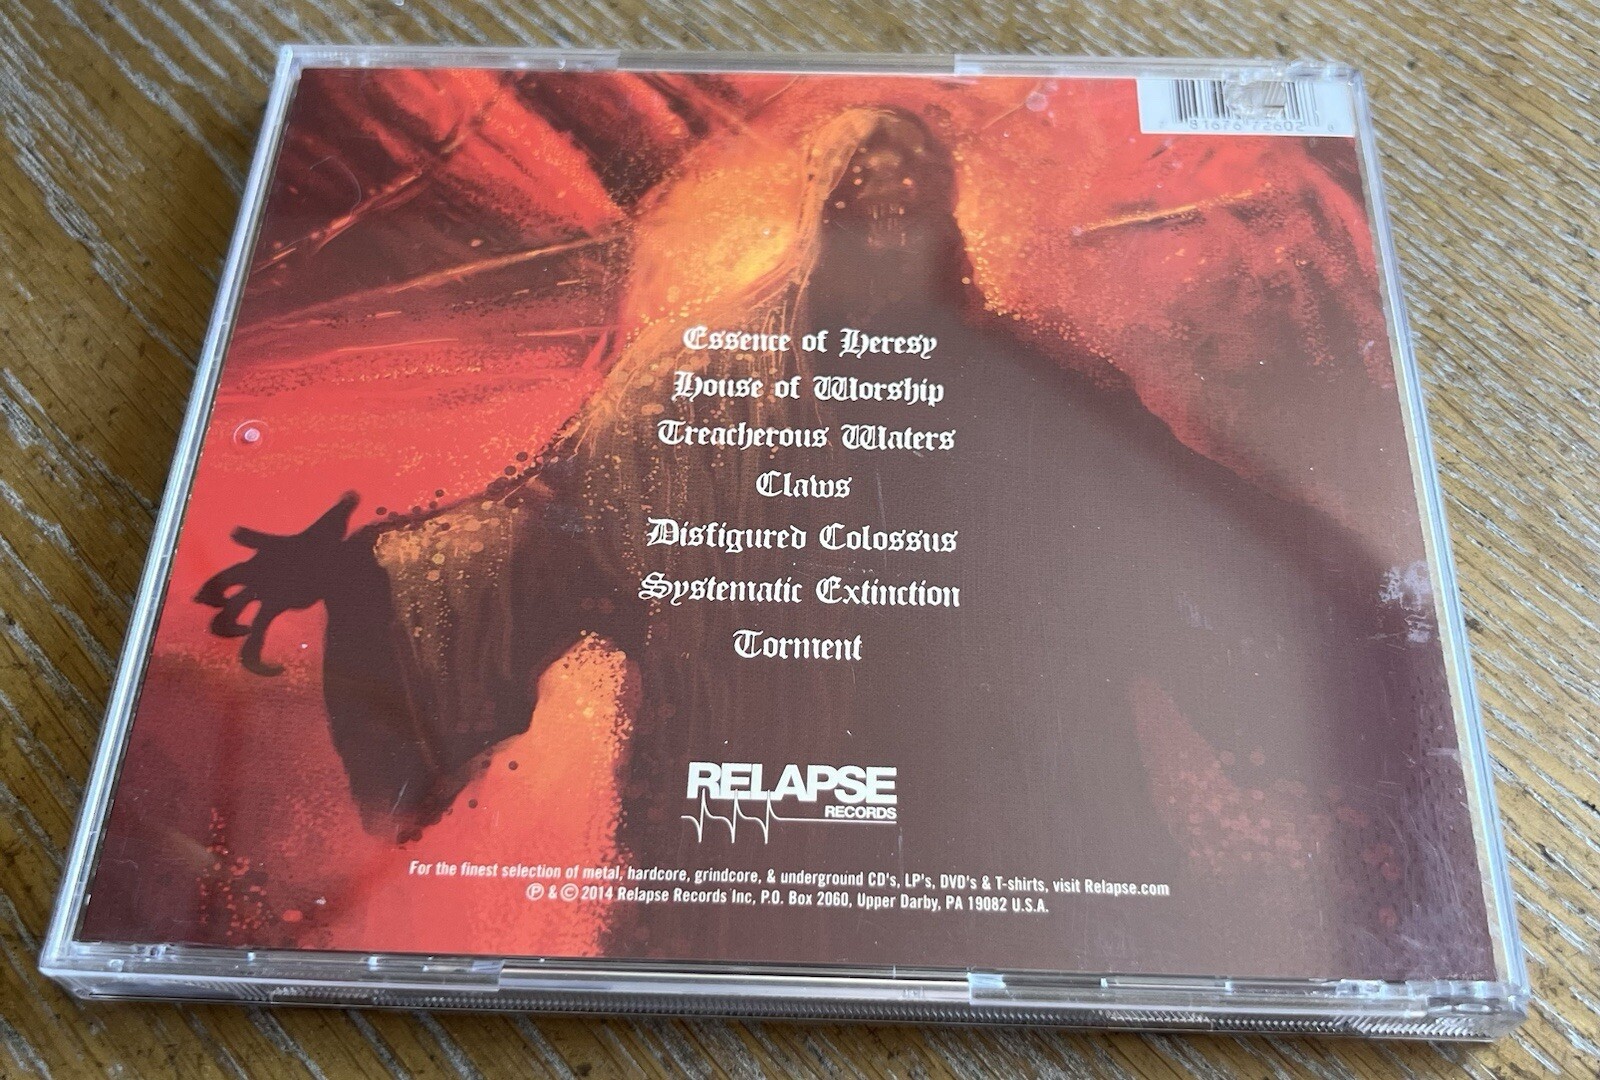 81676 72602
Essence of Heresy
House of Worship
Treacherous Waters
Claws
Disfigured Colossus
Systematic Extinction
Torment
RELAPSE
RECORDS
For the finest selection of metal, hardcore, grindcore, & underground CD's, LP's, DVD's & T-shirts, visit Relapse.com
℗ & © 2014 Relapse Records Inc, P.O. Box 2060, Upper Darby, PA 19082 U.S.A.